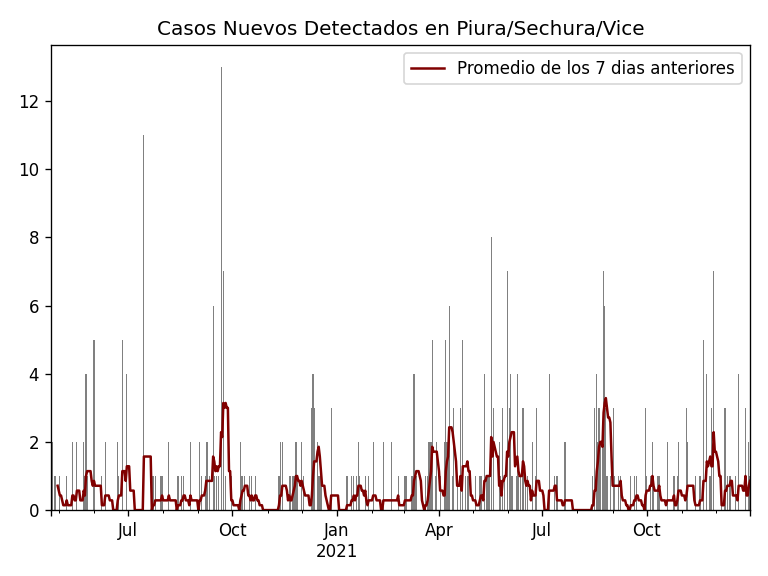 Casos Nuevos Detectados en Piura/Sechura/Vice
Promedio de los 7 dias anteriores
12
10
8
6
4
2
0
Jul
Oct
Jan
2021
Apr
Jul
Oct